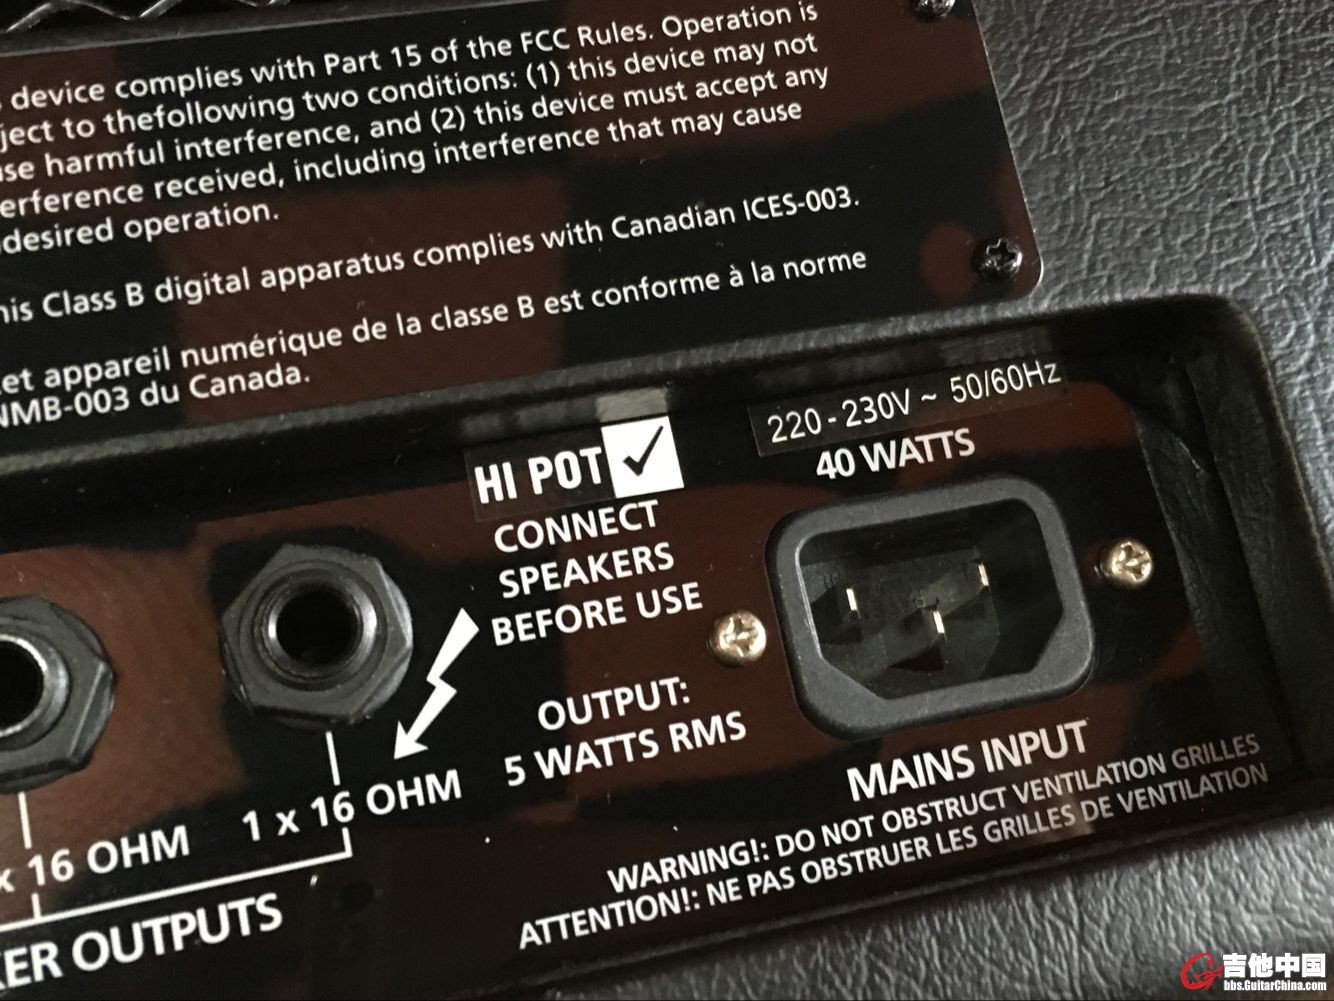 device complies with Part 15 of the FCC Rules. Operation is
ject to thefollowing two conditions: (1) this device may not
se harmful interference, and (2) this device must accept any
erference received, including interference that may cause
desired operation.
his Class B digital apparatus complies with Canadian ICES-003.
et appareil numérique de la classe B est conforme à la norme
NMB-003 du Canada.
HI POT ✓
CONNECT
SPEAKERS
BEFORE USE
220-230V ~ 50/60Hz
40 WATTS
OUTPUT:
5 WATTS RMS
x 16 OHM
1 x 16 OHM
KER OUTPUTS
MAINS INPUT
WARNING!: DO NOT OBSTRUCT VENTILATION GRILLES
ATTENTION!: NE PAS OBSTRUER LES GRILLES DE VENTILATION
吉他中国
bbs.GuitarChina.com